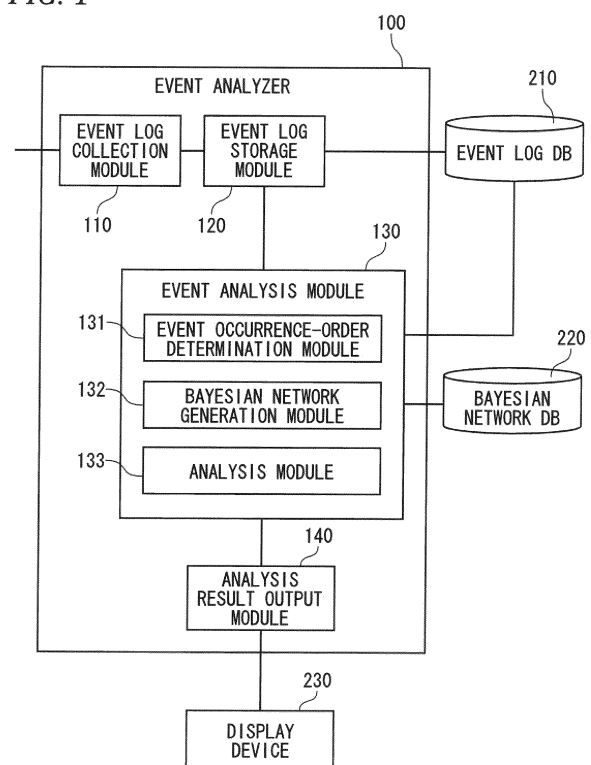 FIG. 1
100
EVENT ANALYZER
210
EVENT LOG
COLLECTION
MODULE
110
EVENT LOG
STORAGE
MODULE
120
EVENT LOG DB
130
EVENT ANALYSIS MODULE
131
EVENT OCCURRENCE-ORDER
DETERMINATION MODULE
132
BAYESIAN NETWORK
GENERATION MODULE
133
ANALYSIS MODULE
220
BAYESIAN
NETWORK DB
140
ANALYSIS
RESULT OUTPUT
MODULE
230
DISPLAY
DEVICE